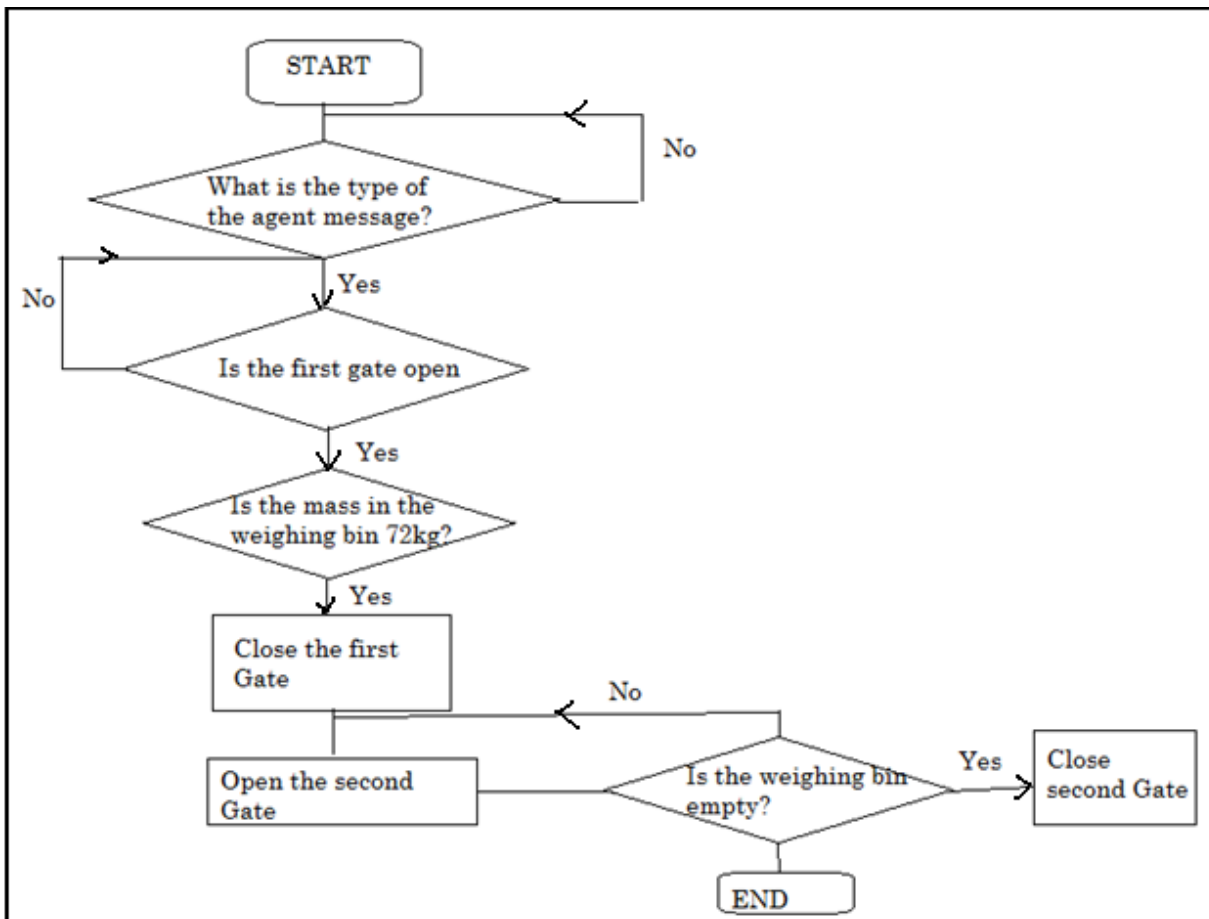 START
No
What is the type of
the agent message?
No
Yes
Is the first gate open
Yes
Is the mass in the
weighing bin 72kg?
Yes
Close the first
Gate
No
Open the second
Gate
Is the weighing bin
empty?
Yes
Close
second Gate
END